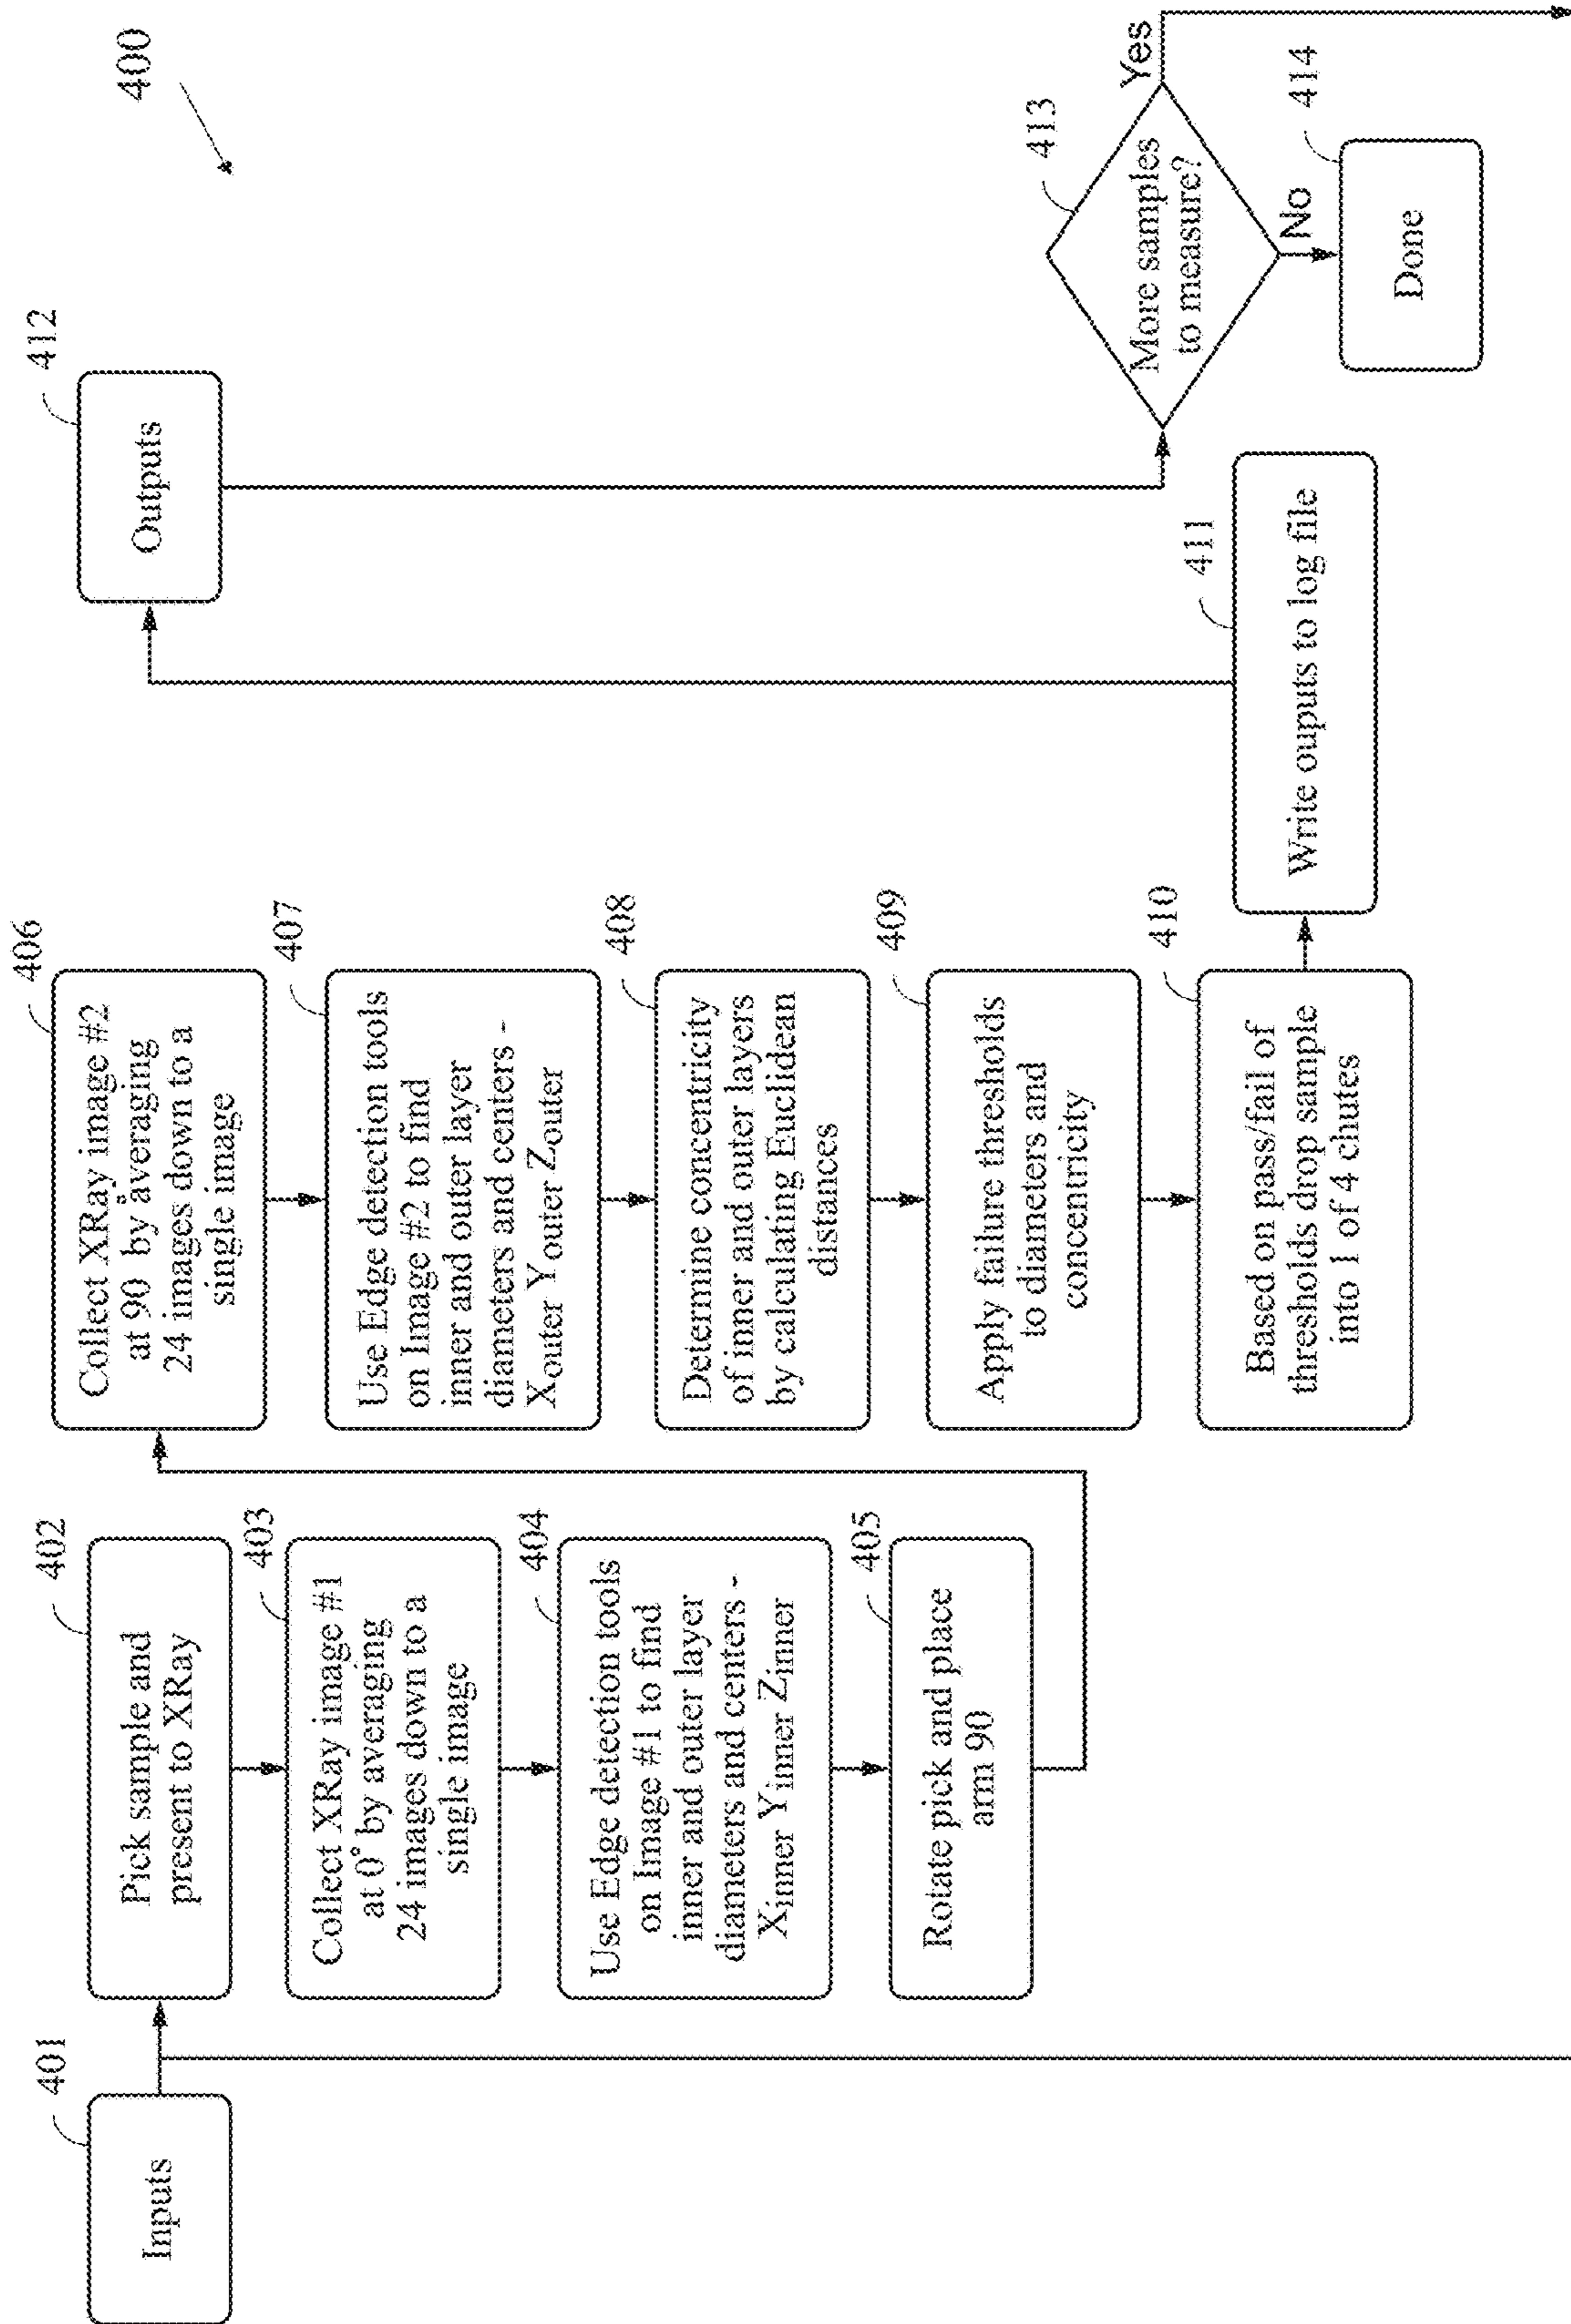 400
401
Inputs
402
Pick sample and
present to XRay
403
Collect XRay image #1
at 0° by averaging
24 images down to a
single image
404
Use Edge detection tools
on Image #1 to find
inner and outer layer
diameters and centers -
Xinner Yinner Zinner
405
Rotate pick and place
arm 90
406
Collect XRay image #2
at 90° by averaging
24 images down to a
single image
407
Use Edge detection tools
on Image #2 to find
inner and outer layer
diameters and centers -
Xouter Youter Zouter
408
Determine concentricity
of inner and outer layers
by calculating Euclidean
distances
409
Apply failure thresholds
to diameters and
concentricity
410
Based on pass/fail of
thresholds drop sample
into 1 of 4 chutes
411
Write ouputs to log file
412
Outputs
413
More samples
to measure?
Yes
No
414
Done